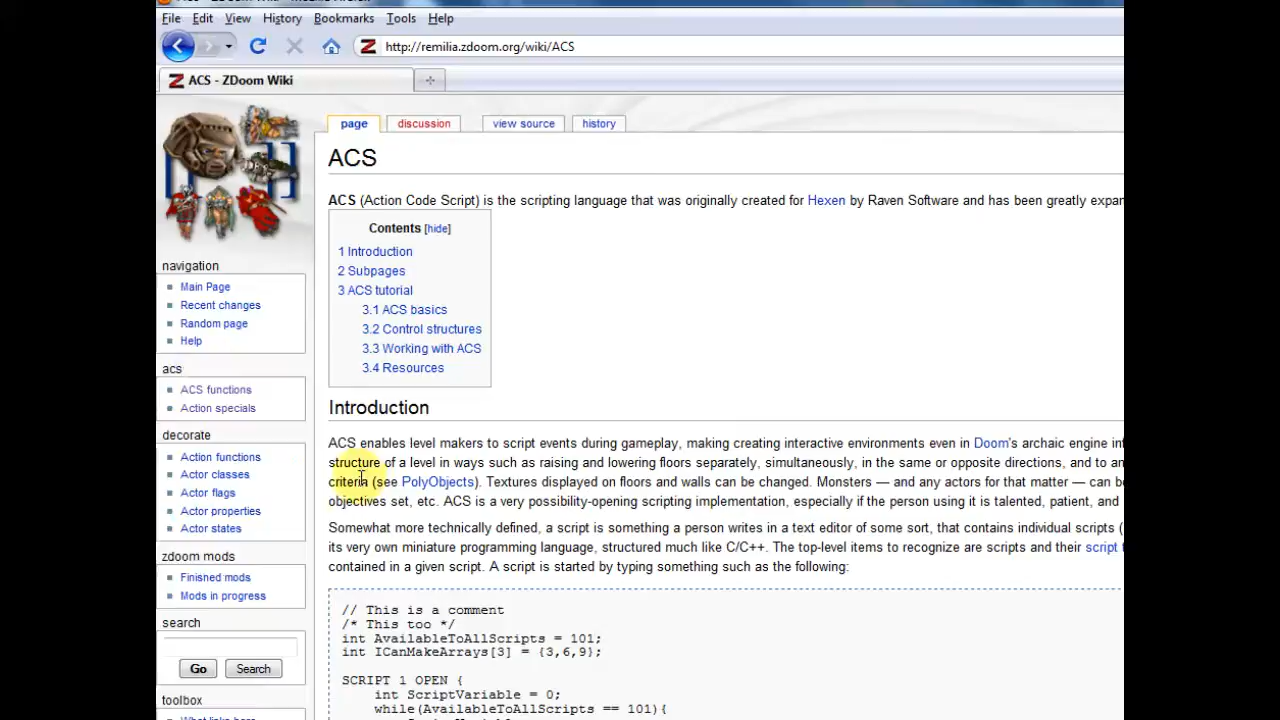 File Edit View History Bookmarks Tools Help
http://remilia.zdoom.org/wiki/ACS
ACS - ZDoom Wiki
page discussion view source history
ACS
ACS (Action Code Script) is the scripting language that was originally created for Hexen by Raven Software and has been greatly
Contents [hide]
1 Introduction
2 Subpages
3 ACS tutorial
3.1 ACS basics
3.2 Control structures
3.3 Working with ACS
3.4 Resources
navigation
Main Page
Recent changes
Random page
Help
acs
ACS functions
Action specials
decorate
Action functions
Actor classes
Actor flags
Actor properties
Actor states
zdoom mods
Finished mods
Mods in progress
search
Go Search
toolbox
Introduction
ACS enables level makers to script events during gameplay, making creating interactive environments even in Doom's archaic engine
structure of a level in ways such as raising and lowering floors separately, simultaneously, in the same or opposite directions, and to
criteria (see PolyObjects). Textures displayed on floors and walls can be changed. Monsters — and any actors for that matter — can
objectives set, etc. ACS is a very possibility-opening scripting implementation, especially if the person using it is talented, patient, and
Somewhat more technically defined, a script is something a person writes in a text editor of some sort, that contains individual scripts (
its very own miniature programming language, structured much like C/C++. The top-level items to recognize are scripts and their script
contained in a given script. A script is started by typing something such as the following:
// This is a comment
/* This too */
int AvailableToAllScripts = 101;
int ICanMakeArrays[3] = {3,6,9};
SCRIPT 1 OPEN {
int ScriptVariable = 0;
while(AvailableToAllScripts == 101){